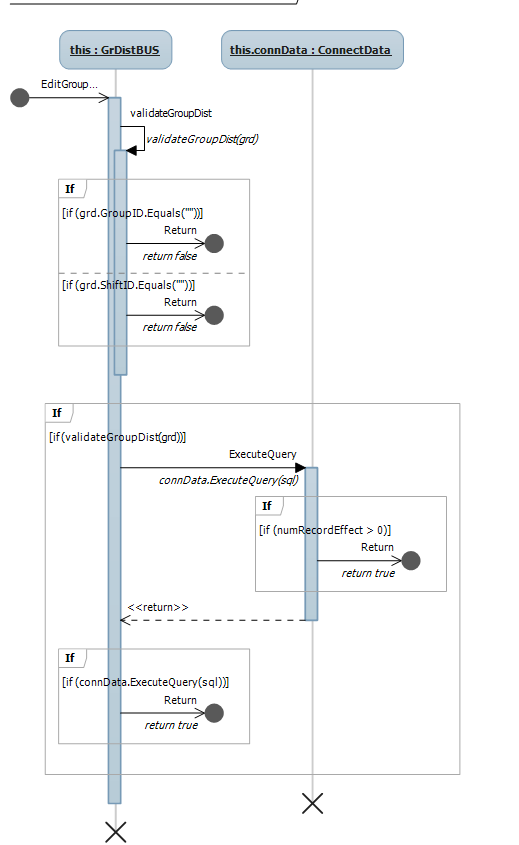 this : GrDistBUS
this.connData : ConnectData
EditGroup...
validateGroupDist
validateGroupDist(grd)
If
[if (grd.GroupID.Equals(""))]
Return
return false
[if (grd.ShiftID.Equals(""))]
Return
return false
If
[if(validateGroupDist(grd))]
ExecuteQuery
connData.ExecuteQuery(sql)
If
[if (numRecordEffect > 0)]
Return
return true
<<return>>
If
[if (connData.ExecuteQuery(sql))]
Return
return true